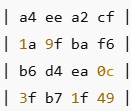 | a4 ee a2 cf |
| 1a 9f ba f6 |
| b6 d4 ea 0c |
| 3f b7 1f 49 |